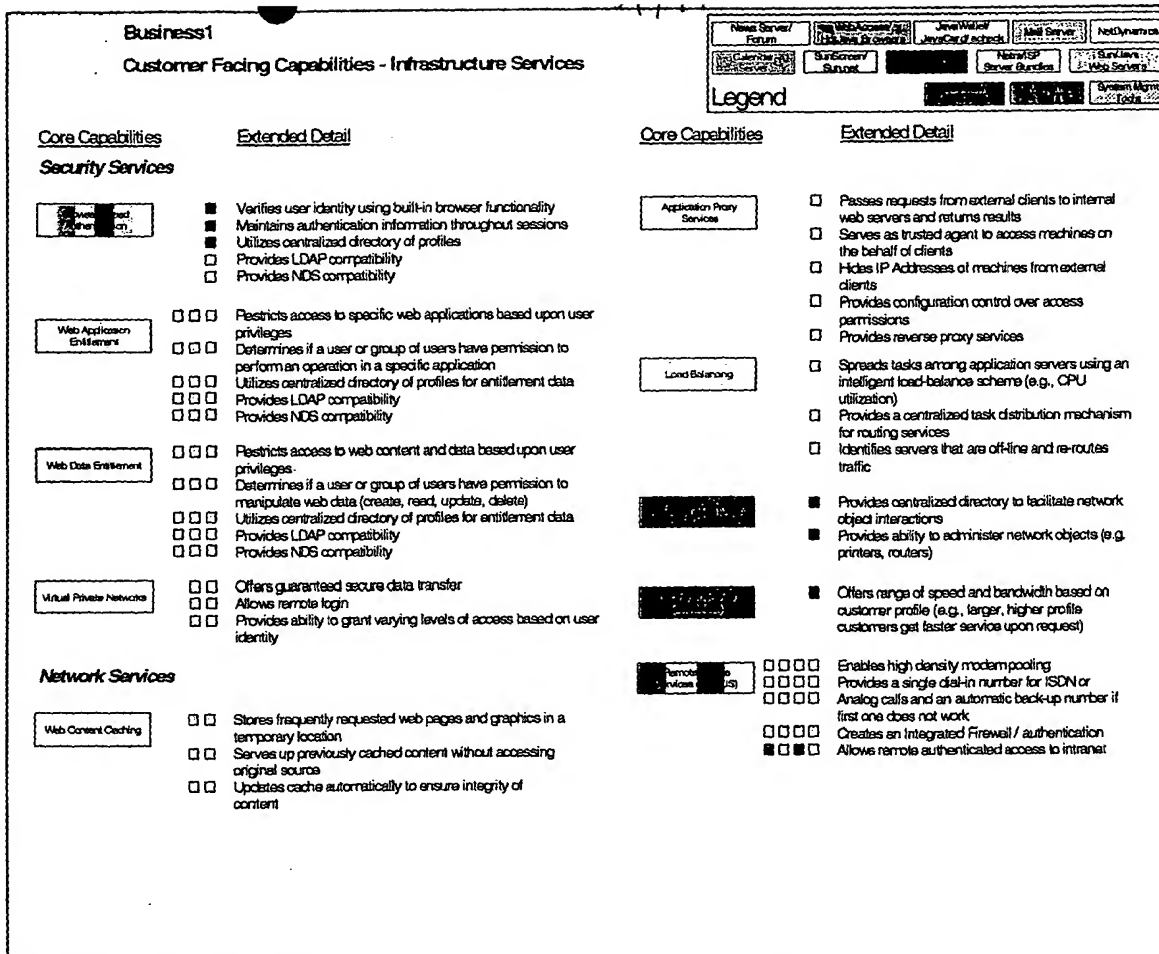 Business1
Customer Facing Capabilities - Infrastructure Services
News Server/
Forum
JavaWallet/
JavaCard/echeck
Mail Server
NetDynamics
Calendar
Server
SunScreen/
Sun.net
Server Bundles
Sun/Java
Web Servers
Legend
System Mgmt
Tools
Core Capabilities
Extended Detail
Security Services
Verifies user identity using built-in browser functionality
Maintains authentication information throughout sessions
Utilizes centralized directory of profiles
Provides LDAP compatibility
Provides NDS compatibility
Web Application
Entitlement
Restricts access to specific web applications based upon user
privileges
Determines if a user or group of users have permission to
perform an operation in a specific application
Utilizes centralized directory of profiles for entitlement data
Provides LDAP compatibility
Provides NDS compatibility
Web Data Entitlement
Restricts access to web content and data based upon user
privileges
Determines if a user or group of users have permission to
manipulate web data (create, read, update, delete)
Utilizes centralized directory of profiles for entitlement data
Provides LDAP compatibility
Provides NDS compatibility
Virtual Private Networks
Offers guaranteed secure data transfer
Allows remote login
Provides ability to grant varying levels of access based on user
identity
Network Services
Web Content Caching
Stores frequently requested web pages and graphics in a
temporary location
Serves up previously cached content without accessing
original source
Updates cache automatically to ensure integrity of
content
Core Capabilities
Extended Detail
Application Proxy
Services
Passes requests from external clients to internal
web servers and returns results
Serves as trusted agent to access machines on
the behalf of clients
Hides IP Addresses of machines from external
clients
Provides configuration control over access
permissions
Provides reverse proxy services
Load Balancing
Spreads tasks among application servers using an
intelligent load-balance scheme (e.g., CPU
utilization)
Provides a centralized task distribution mechanism
for routing services
Identifies servers that are off-line and re-routes
traffic
Provides centralized directory to facilitate network
object interactions
Provides ability to administer network objects (e.g.
printers, routers)
Offers range of speed and bandwidth based on
customer profile (e.g., larger, higher profile
customers get faster service upon request)
Enables high density modem pooling
Provides a single dial-in number for ISDN or
Analog calls and an automatic back-up number if
first one does not work
Creates an Integrated Firewall / authentication
Allows remote authenticated access to intranet